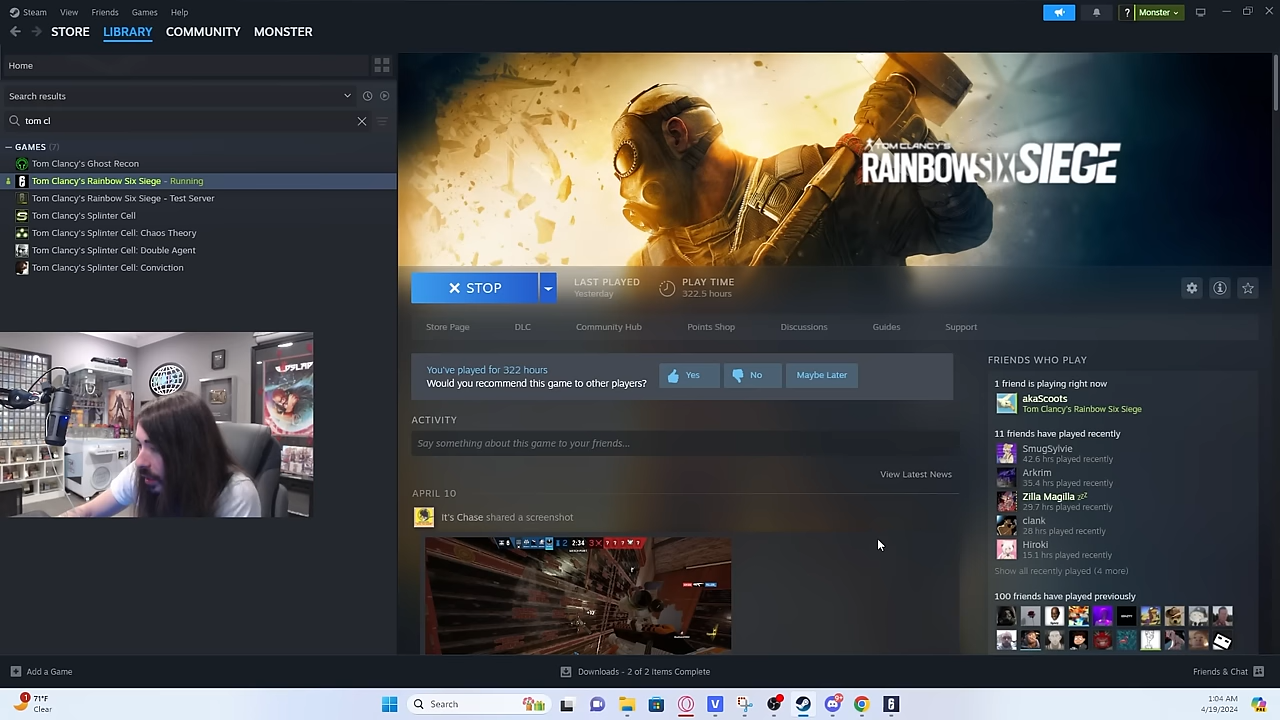 Steam View Friends Games Help
? Monster
STORE LIBRARY COMMUNITY MONSTER
Home
Search results
tom cl
GAMES (7)
Tom Clancy's Ghost Recon
Tom Clancy's Rainbow Six Siege - Running
Tom Clancy's Rainbow Six Siege - Test Server
Tom Clancy's Splinter Cell
Tom Clancy's Splinter Cell: Chaos Theory
Tom Clancy's Splinter Cell: Double Agent
Tom Clancy's Splinter Cell: Conviction
TOM CLANCY'S
RAINBOWSIX SIEGE
STOP
LAST PLAYED
Yesterday
PLAY TIME
322.5 hours
Store Page DLC Community Hub Points Shop Discussions Guides Support
You've played for 322 hours
Would you recommend this game to other players?
Yes No Maybe Later
ACTIVITY
Say something about this game to your friends...
View Latest News
APRIL 10
It's Chase shared a screenshot
2 2:34 3
FRIENDS WHO PLAY
1 friend is playing right now
akaScoots
Tom Clancy's Rainbow Six Siege
11 friends have played recently
SmugSylvie
42.6 hrs played recently
Arkrim
35.4 hrs played recently
Zilla Magilla zzz
29.7 hrs played recently
clank
28 hrs played recently
Hiroki
15.1 hrs played recently
Show all recently played (4 more)
100 friends have played previously
Add a Game
Downloads - 2 of 2 Items Complete
Friends & Chat
71°F
Clear
Search
1:04 AM
4/19/2024